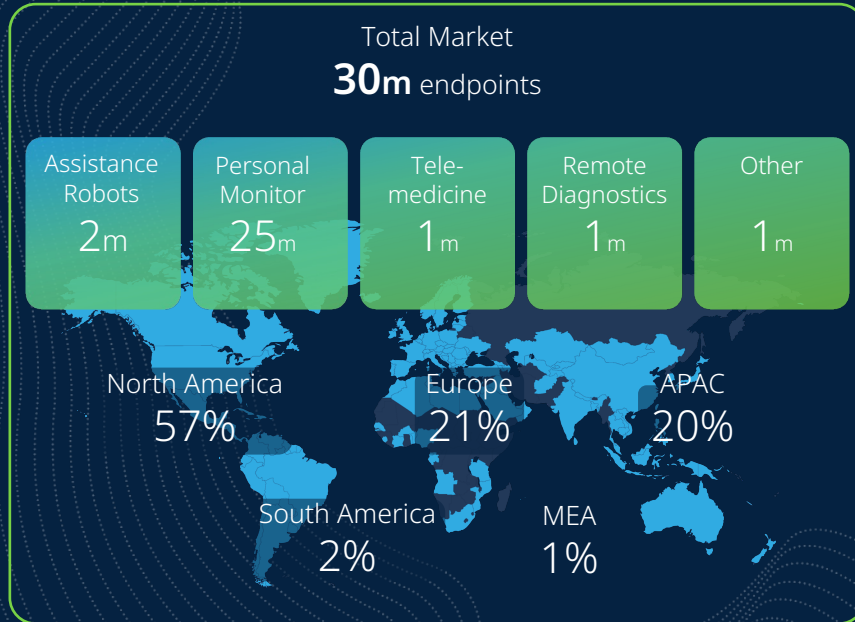 Total Market
30m endpoints
Assistance
Robots
2m
Personal
Monitor
25m
Tele-
medicine
1m
Remote
Diagnostics
1m
Other
1m
North America
57%
Europe
21%
APAC
20%
South America
2%
MEA
1%